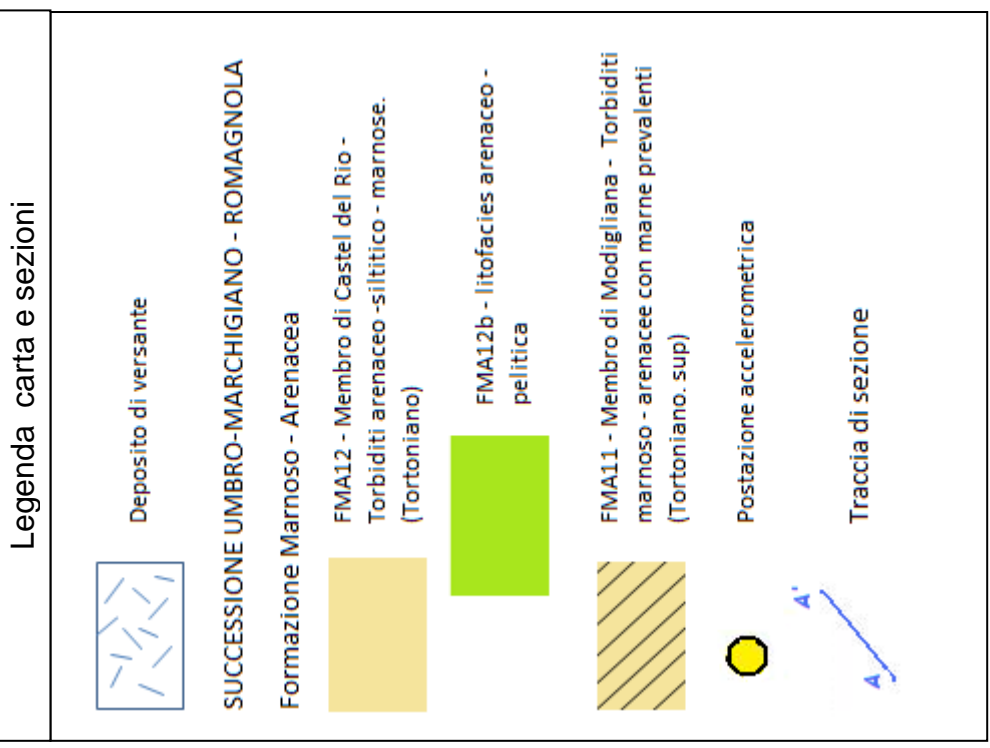 Legenda carta e sezioni
Deposito di versante
SUCCESSIONE UMBRO-MARCHIGIANO - ROMAGNOLA
Formazione Marnoso - Arenacea
FMA12 - Membro di Castel del Rio -
Torbiditi arenaceo -siltitico - marnose.
(Tortoniano)
FMA12b - litofacies arenaceo -
pelitica
FMA11 - Membro di Modigliana - Torbiditi
marnoso - arenacee con marne prevalenti
(Tortoniano. sup)
Postazione accelerometrica
A A'
Traccia di sezione